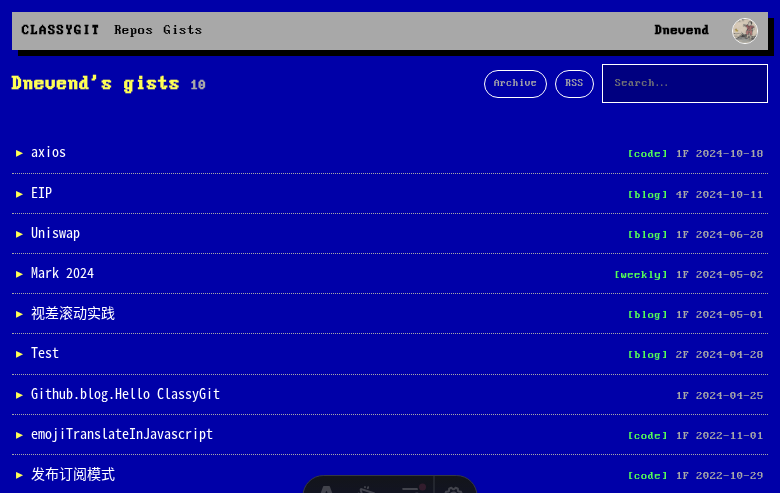 CLASSYGIT Repos Gists Dnevend
Dnevend's gists 10 Archive RSS Search...
▶ axios [code] 1F 2024-10-18
▶ EIP [blog] 4F 2024-10-11
▶ Uniswap [blog] 1F 2024-06-28
▶ Mark 2024 [weekly] 1F 2024-05-02
▶ 视差滚动实践 [blog] 1F 2024-05-01
▶ Test [blog] 2F 2024-04-28
▶ Github.blog.Hello ClassyGit 1F 2024-04-25
▶ emojiTranslateInJavascript [code] 1F 2022-11-01
▶ 发布订阅模式 [code] 1F 2022-10-29